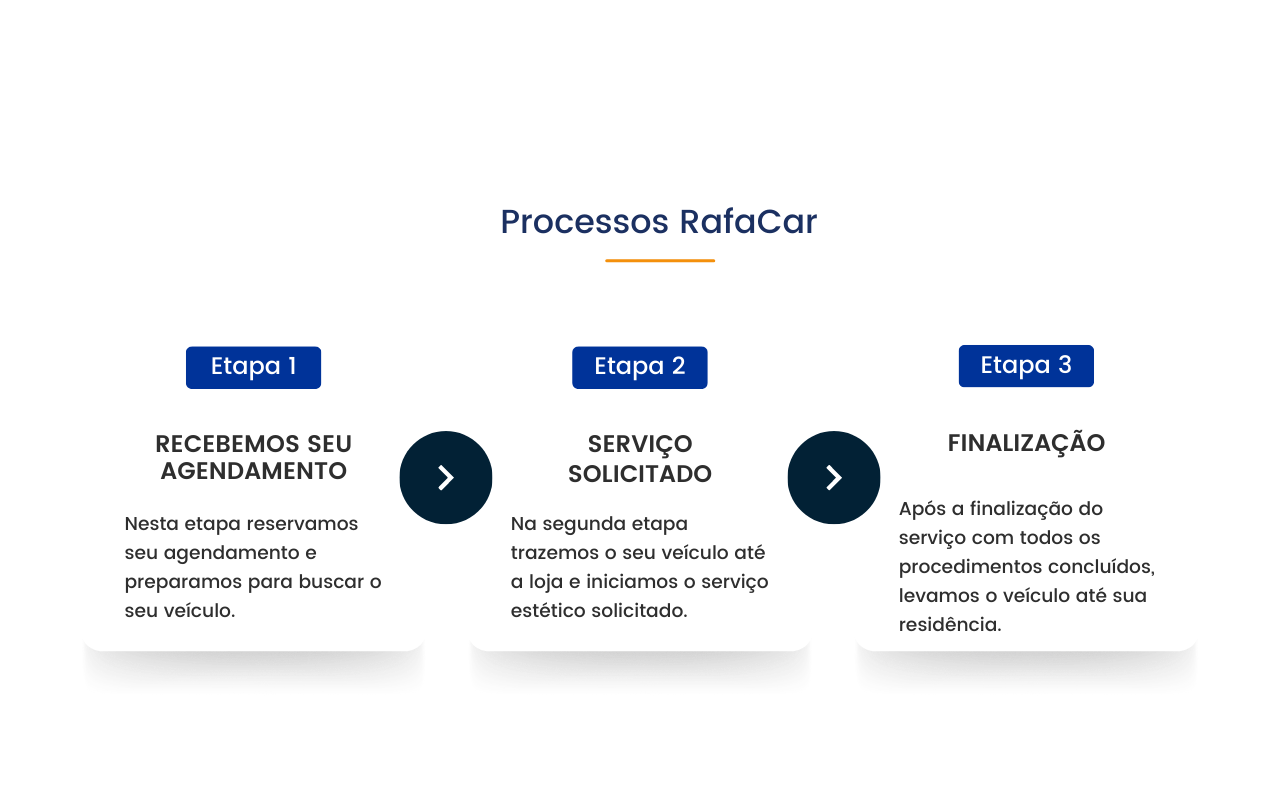 Processos RafaCar
Etapa 1
RECEBEMOS SEU
AGENDAMENTO
Nesta etapa reservamos
seu agendamento e
preparamos para buscar o
seu veículo.
Etapa 2
SERVIÇO
SOLICITADO
Na segunda etapa
trazemos o seu veículo até
a loja e iniciamos o serviço
estético solicitado.
Etapa 3
FINALIZAÇÃO
Após a finalização do
serviço com todos os
procedimentos concluídos,
levamos o veículo até sua
residência.